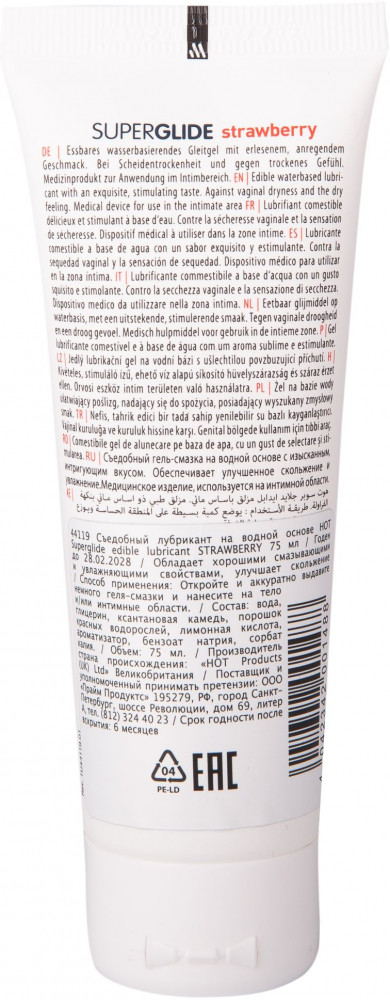 SUPERGLIDE strawberry
DE | Essbares wasserbasierendes Gleitgel mit erlesenem, anregendem
Geschmack. Bei Scheidentrockenheit und gegen trockenes Gefühl.
Medizinprodukt zur Anwendung im Intimbereich. EN | Edible waterbased lubri-
cant with an exquisite, stimulating taste. Against vaginal dryness and the dry
feeling. Medical device for use in the intimate area FR | Lubrifiant comestible
délicieux et stimulant à base d'eau. Contre la sécheresse vaginale et la sensation
de sécheresse. Dispositif médical à utiliser dans la zone intime. ES | Lubricante
comestible a base de agua con un sabor exquisito y estimulante. Contra la
sequedad vaginal y la sensación de sequedad. Dispositivo médico para utilizar
en la zona íntima. IT | Lubrificante commestibile a base d'acqua con un gusto
squisito e stimolante. Contro la secchezza vaginale e la sensazione di secchezza.
Dispositivo medico da utilizzare nella zona intima. NL | Eetbaar glijmiddel op
waterbasis, met een uitstekende, stimulerende smaak. Tegen vaginale droogheid
en een droog gevoel. Medisch hulpmiddel voor gebruik in de intieme zone. P | Gel
lubrificante comestível e à base de água com um aroma sublime e estimulante.
CZ | Jedlý lubrikační gel na vodní bázi s ušlechtilou povzbuzující příchutí. H |
Kivételes, stimuláló ízű, ehető víz alapú síkosító hüvelyszárazság és száraz érzet
ellen. Orvosi eszköz intim területen való használatra. PL | Żel na bazie wody
ułatwiający poślizg, nadający się do spożycia, posiadający wyszukany zmysłowy
smak. TR | Nefis, tahrik edici bir tada sahip yenilebilir su bazlı kayganlaştırıcı.
Vajinal kuruluğa ve kuruluk hissine karşı. Genital bölgede kullanım için tıbbi araç.
RO | Comestibele gel de alunecare pe baza de apa, cu un gust de selectare și sti-
mularea. RU | Съедобный гель-смазка на водной основе с изысканным,
интригующим вкусом. Обеспечивает улучшенное скольжение и
увлажнение.Медицинское изделие, используется на интимной области.
44119 Съедобный лубрикант на водной основе HOT
Superglide edible lubricant STRAWBERRY 75 мл / Годен
до 28.02.2028 / Обладает хорошими смазывающими
и увлажняющими свойствами, улучшает скольжение
/ Способ применения: Откройте и аккуратно выдавите
немного геля-смазки и нанесите на тело
и/или интимные области. / Состав: вода,
глицерин, ксантановая камедь, порошок
красных водорослей, лимонная кислота,
ароматизатор, бензоат натрия, сорбат
калия. / Объем: 75 мл. / Производитель
страна происхождения: «HOT Products
(UK) Ltd» Великобритания / Поставщик и
уполномоченный принимать претензии: ООО
«Прайм Продуктс» 195279, РФ, город Санкт-
Петербург, шоссе Революции, дом 69, литер
А, тел. (812) 324 40 23 / Срок годности после
вскрытия: 6 месяцев
04
PE-LD
EAC